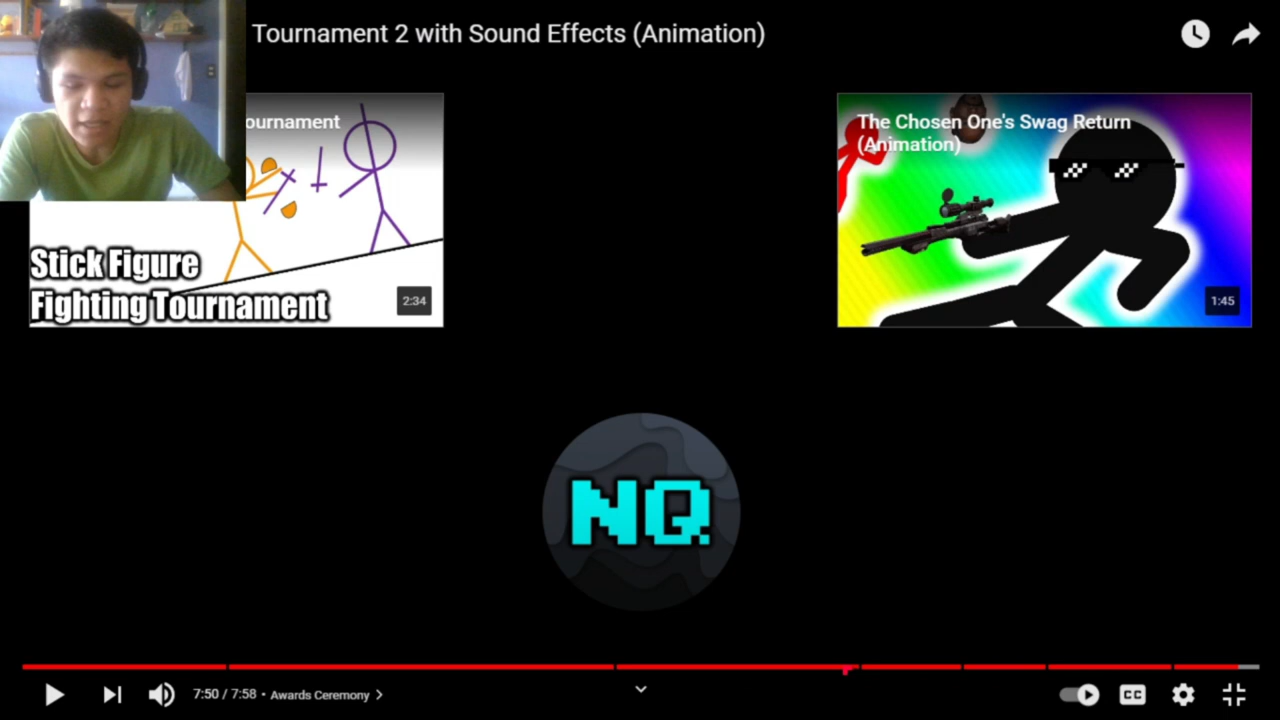 Tournament 2 with Sound Effects (Animation)
ournament
Stick Figure
Fighting Tournament
2:34
The Chosen One's Swag Return
(Animation)
1:45
NQ
7:50 / 7:58 • Awards Ceremony >
CC